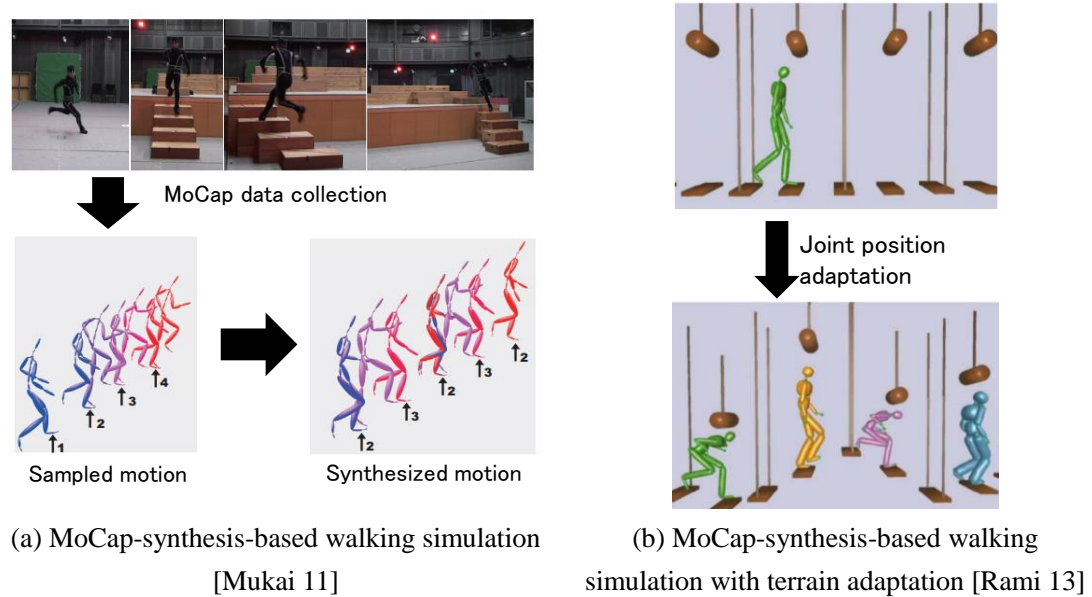 MoCap data collection
↑1
↑2
↑3
↑4
Sampled motion
↑2
↑3
↑2
↑3
↑2
Synthesized motion
(a) MoCap-synthesis-based walking simulation
[Mukai 11]
Joint position
adaptation
(b) MoCap-synthesis-based walking
simulation with terrain adaptation [Rami 13]